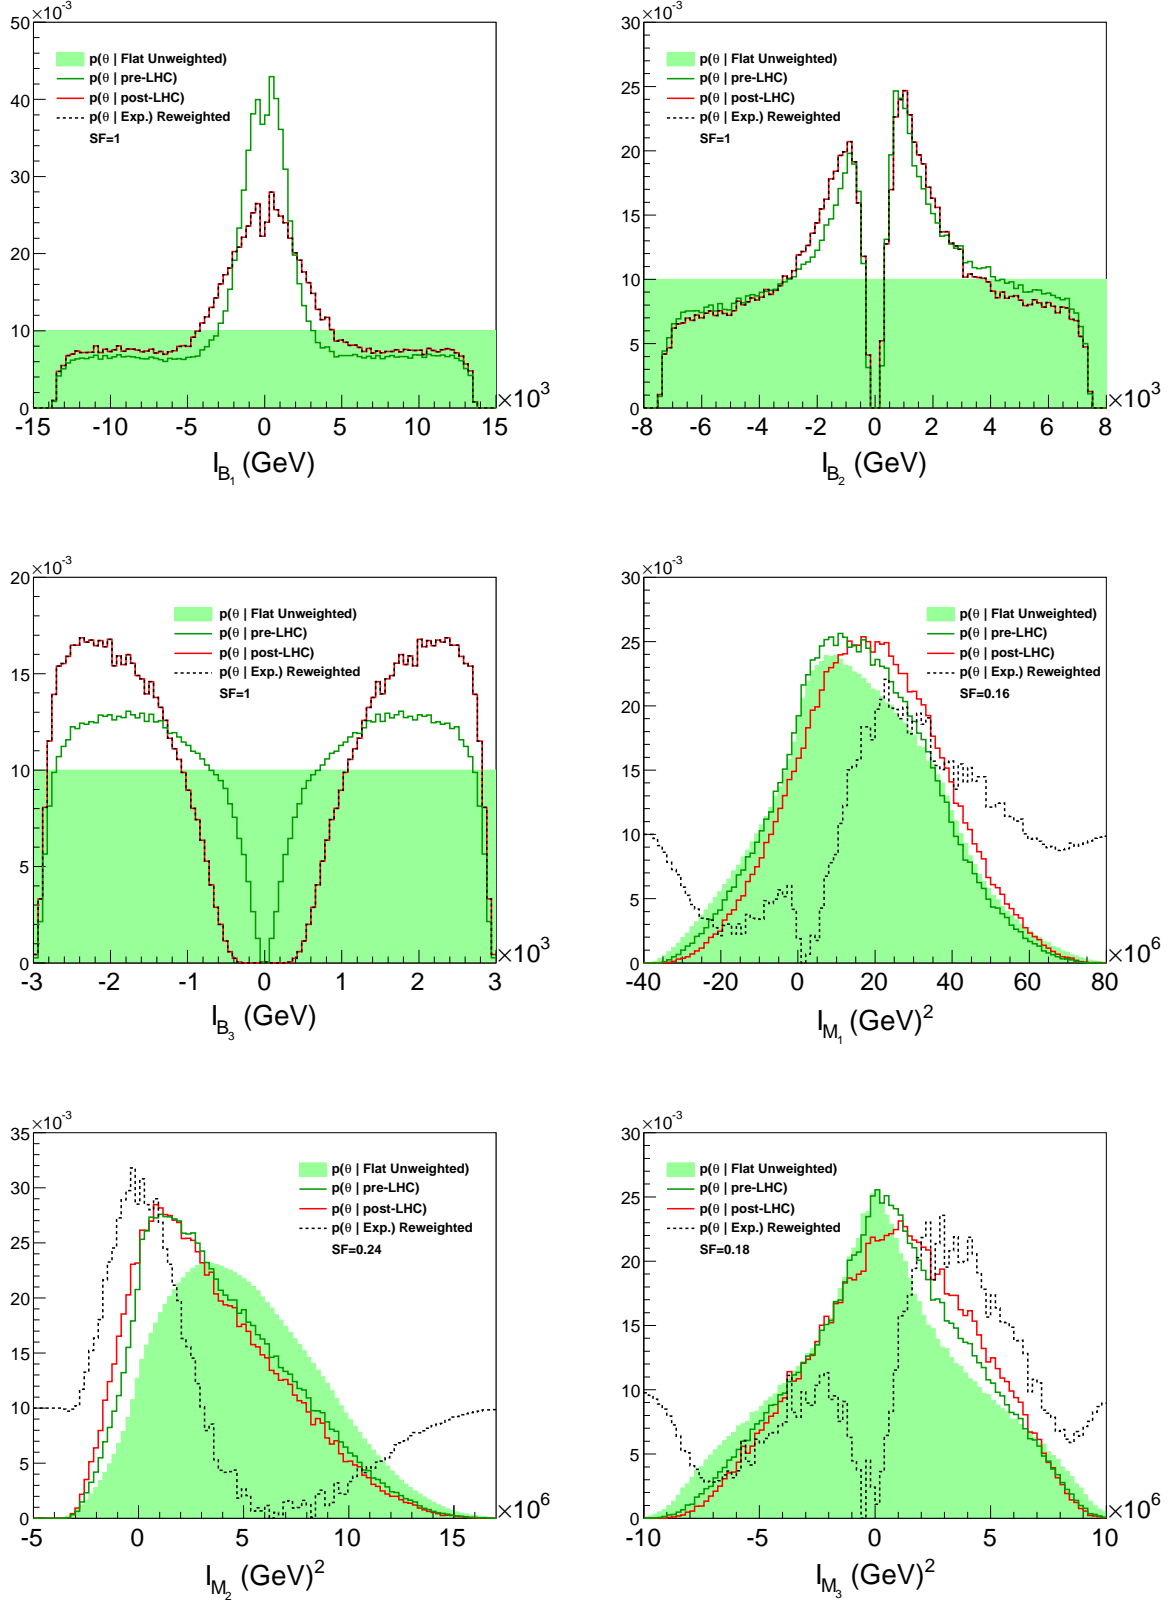 ×10⁻³
50
40
30
20
10
0
p(θ | Flat Unweighted)
p(θ | pre-LHC)
p(θ | post-LHC)
p(θ | Exp.) Reweighted
SF=1
-15 -10 -5 0 5 10 15
×10³
I_B₁ (GeV)
×10⁻³
30
25
20
15
10
5
0
p(θ | Flat Unweighted)
p(θ | pre-LHC)
p(θ | post-LHC)
p(θ | Exp.) Reweighted
SF=1
-8 -6 -4 -2 0 2 4 6 8
×10³
I_B₂ (GeV)
×10⁻³
20
15
10
5
0
p(θ | Flat Unweighted)
p(θ | pre-LHC)
p(θ | post-LHC)
p(θ | Exp.) Reweighted
SF=1
-3 -2 -1 0 1 2 3
×10³
I_B₃ (GeV)
×10⁻³
30
25
20
15
10
5
0
p(θ | Flat Unweighted)
p(θ | pre-LHC)
p(θ | post-LHC)
p(θ | Exp.) Reweighted
SF=0.16
-40 -20 0 20 40 60 80
×10⁶
I_M₁ (GeV)²
×10⁻³
35
30
25
20
15
10
5
0
p(θ | Flat Unweighted)
p(θ | pre-LHC)
p(θ | post-LHC)
p(θ | Exp.) Reweighted
SF=0.24
-5 0 5 10 15
×10⁶
I_M₂ (GeV)²
×10⁻³
30
25
20
15
10
5
0
p(θ | Flat Unweighted)
p(θ | pre-LHC)
p(θ | post-LHC)
p(θ | Exp.) Reweighted
SF=0.18
-10 -5 0 5 10
×10⁶
I_M₃ (GeV)²